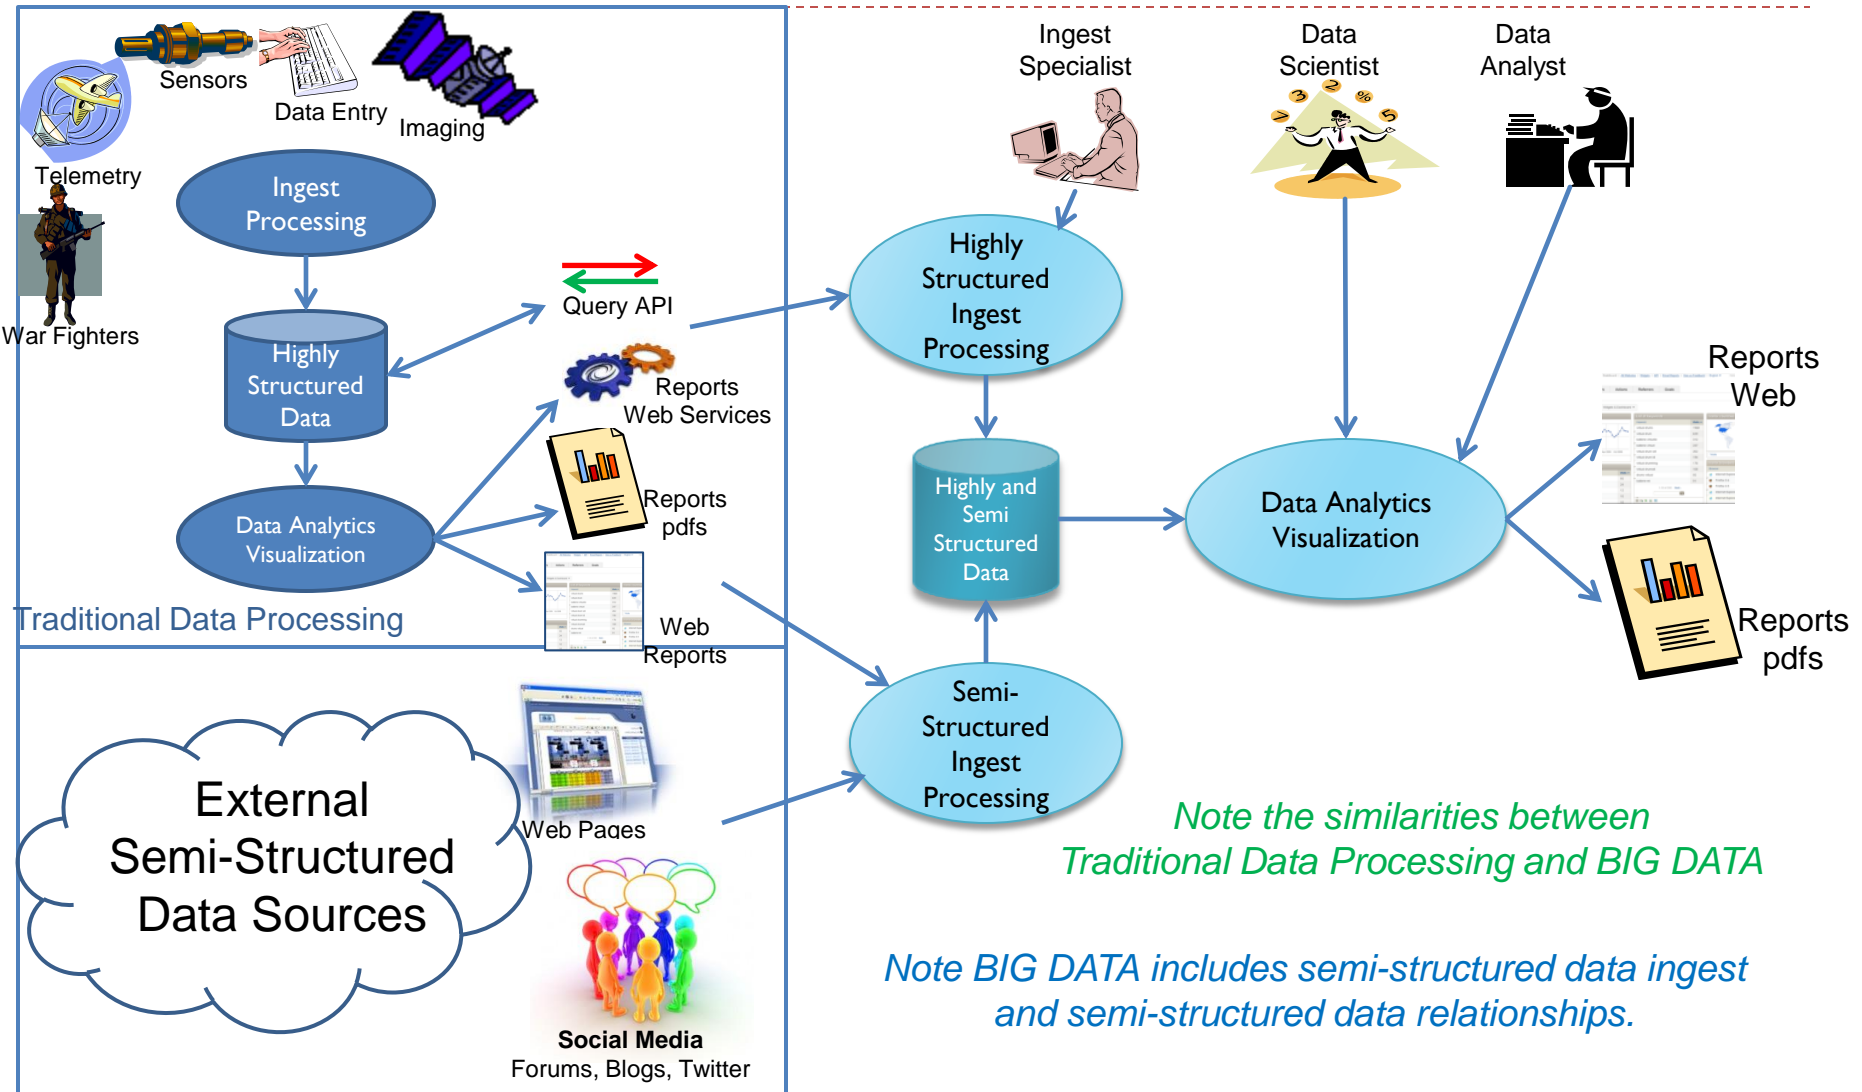 Sensors
Data Entry
Imaging
Telemetry
War Fighters
Ingest
Processing
Highly
Structured
Data
Data Analytics
Visualization
Traditional Data Processing
Query API
Reports
Web Services
Reports
pdfs
Web
Reports
External
Semi-Structured
Data Sources
Web Pages
Social Media
Forums, Blogs, Twitter
Ingest
Specialist
Data
Scientist
7 3 2 % 5
Data
Analyst
Highly
Structured
Ingest
Processing
Highly and
Semi
Structured
Data
Semi-
Structured
Ingest
Processing
Data Analytics
Visualization
Reports
Web
Reports
pdfs
Note the similarities between
Traditional Data Processing and BIG DATA
Note BIG DATA includes semi-structured data ingest
and semi-structured data relationships.